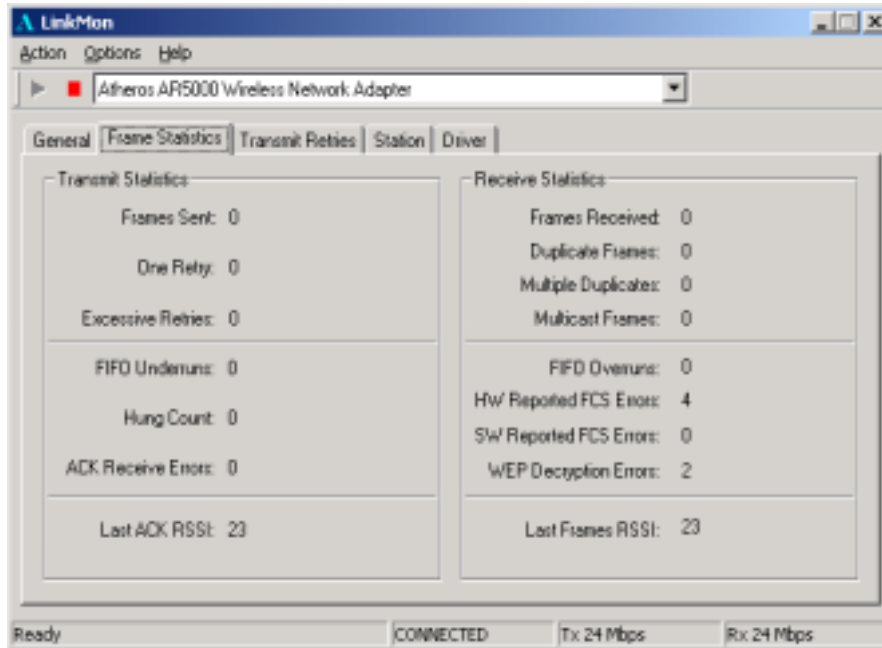 LinkMon
Action Options Help
Atheros AR5000 Wireless Network Adapter
General Frame Statistics Transmit Retries Station Driver
Transmit Statistics
Frames Sent: 0
One Retry: 0
Excessive Retries: 0
FIFO Underruns: 0
Hung Count: 0
ACK Receive Errors: 0
Last ACK RSSI: 23
Receive Statistics
Frames Received: 0
Duplicate Frames: 0
Multiple Duplicates: 0
Multicast Frames: 0
FIFO Overruns: 0
HW Reported FCS Errors: 4
SW Reported FCS Errors: 0
WEP Decryption Errors: 2
Last Frames RSSI: 23
Ready CONNECTED Tx 24 Mbps Rx 24 Mbps